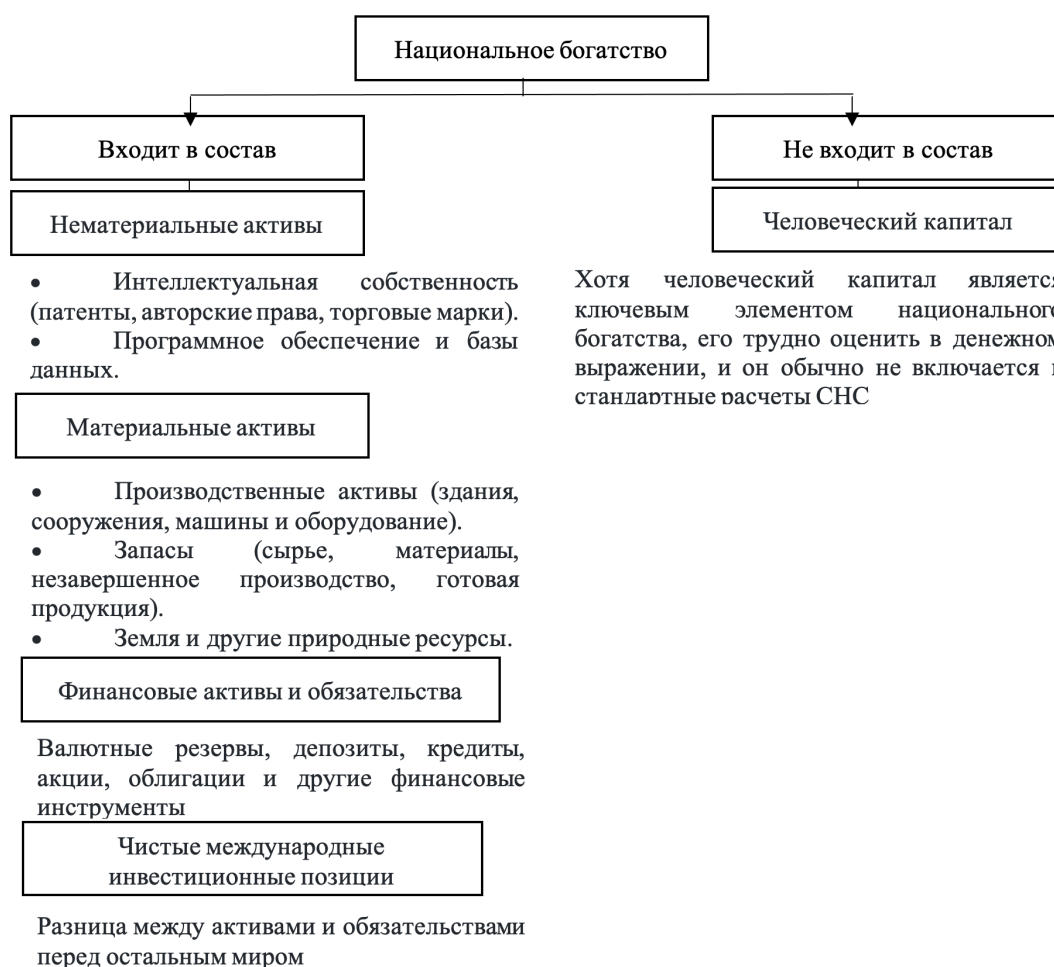 Национальное богатство
Входит в состав
Не входит в состав
Нематериальные активы
Человеческий капитал
• Интеллектуальная собственность
(патенты, авторские права, торговые марки).
• Программное обеспечение и базы
данных.
Хотя человеческий капитал является
ключевым элементом национального
богатства, его трудно оценить в денежном
выражении, и он обычно не включается
стандартные расчеты СНС
Материальные активы
• Производственные активы (здания,
сооружения, машины и оборудование).
• Запасы (сырье, материалы,
незавершенное производство, готовая
продукция).
• Земля и другие природные ресурсы.
Финансовые активы и обязательства
Валютные резервы, депозиты, кредиты,
акции, облигации и другие финансовые
инструменты
Чистые международные
инвестиционные позиции
Разница между активами и обязательствами
перед остальным миром